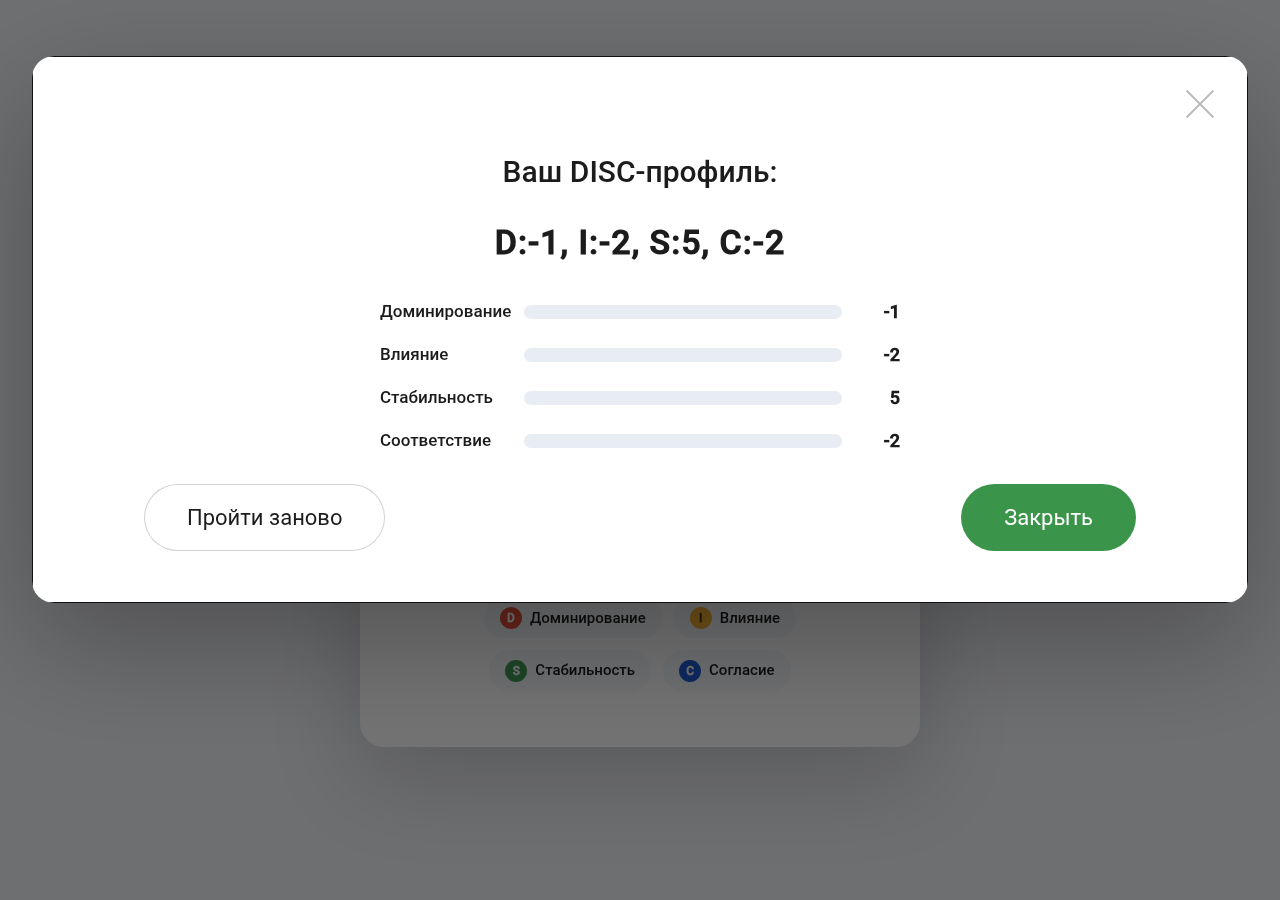 Ваш DISC-профиль:
D:-1, I:-2, S:5, C:-2
Доминирование -1
Влияние -2
Стабильность 5
Соответствие -2
Пройти заново Закрыть
D Доминирование I Влияние
S Стабильность C Согласие